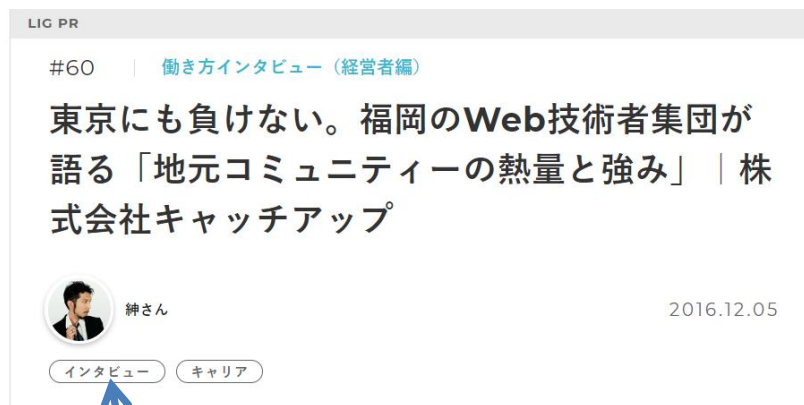 LIG PR
#60 働き方インタビュー（経営者編）
東京にも負けない。福岡のWeb技術者集団が
語る「地元コミュニティーの熱量と強み」｜株
式会社キャッチアップ
紳さん 2016.12.05
インタビュー キャリア